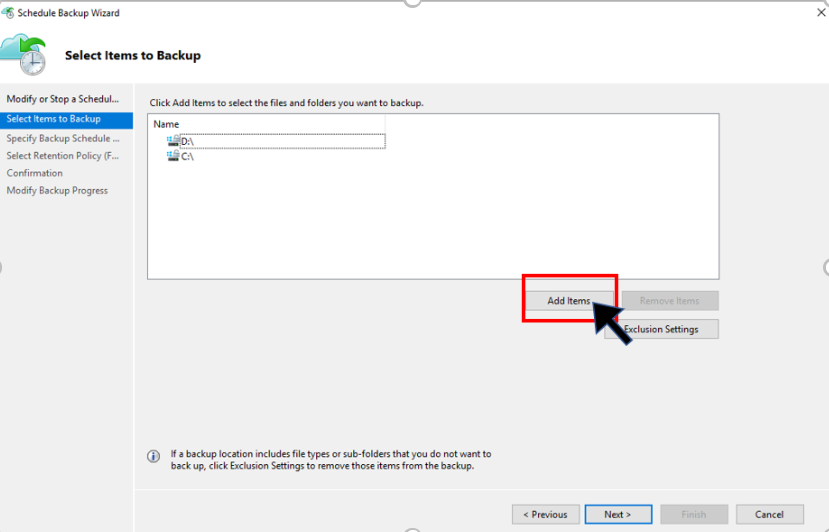 Schedule Backup Wizard
Select Items to Backup
Modify or Stop a Schedul...
Select Items to Backup
Specify Backup Schedule ...
Select Retention Policy (F...
Confirmation
Modify Backup Progress
Click Add Items to select the files and folders you want to backup.
Name
D:\
C:\
Add Items
Remove Items
Exclusion Settings
If a backup location includes file types or sub-folders that you do not want to
back up, click Exclusion Settings to remove those items from the backup.
< Previous
Next >
Finish
Cancel